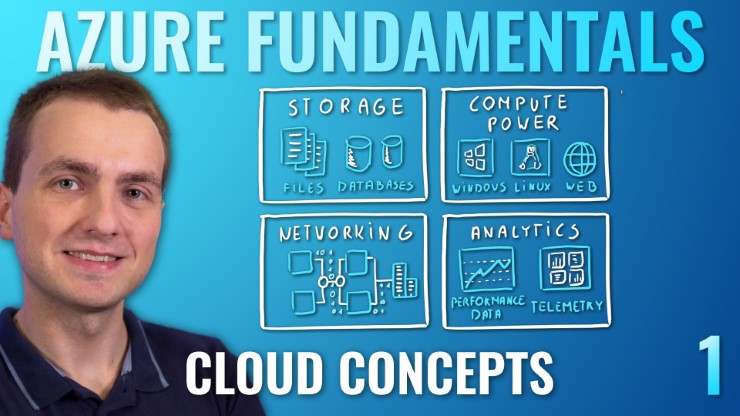 AZURE FUNDAMENTALS
STORAGE
FILES DATABASES
COMPUTE
POWER
WINDOWS LINUX WEB
NETWORKING
ANALYTICS
PERFORMANCE
DATA
TELEMETRY
CLOUD CONCEPTS
1